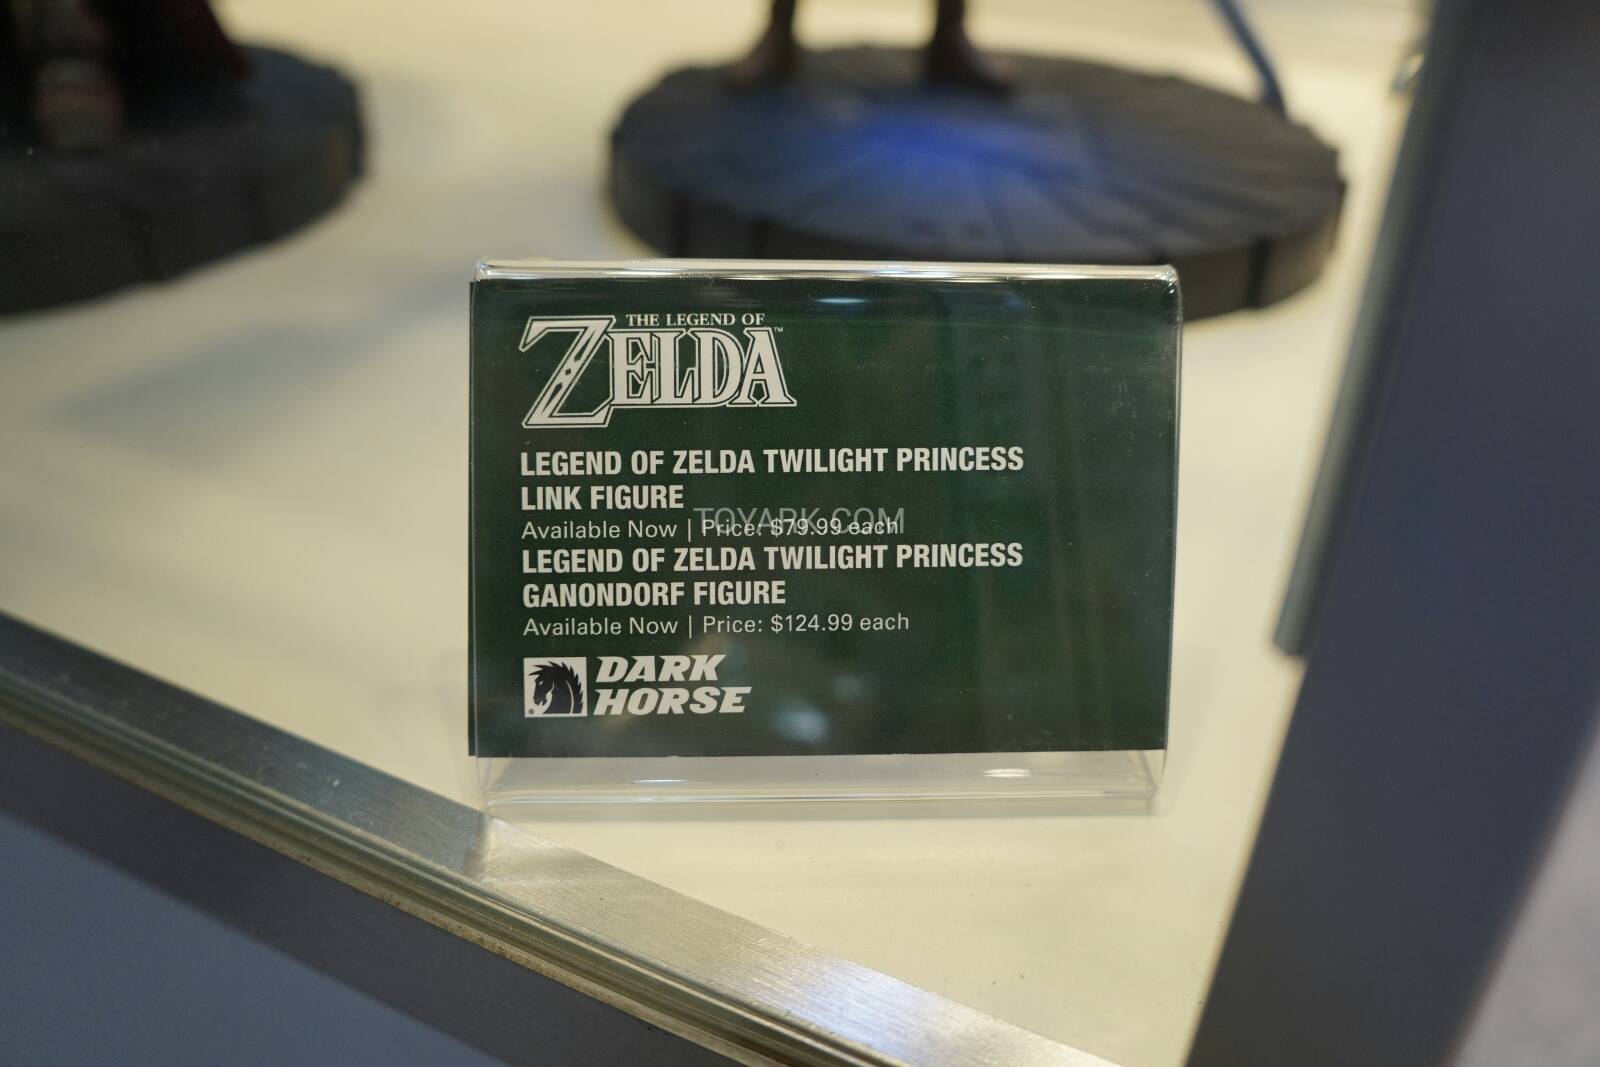 THE LEGEND OF
ZELDA™
LEGEND OF ZELDA TWILIGHT PRINCESS
LINK FIGURE
Available Now | Price: $79.99 each
TOYARK.COM
LEGEND OF ZELDA TWILIGHT PRINCESS
GANONDORF FIGURE
Available Now | Price: $124.99 each
DARK
HORSE